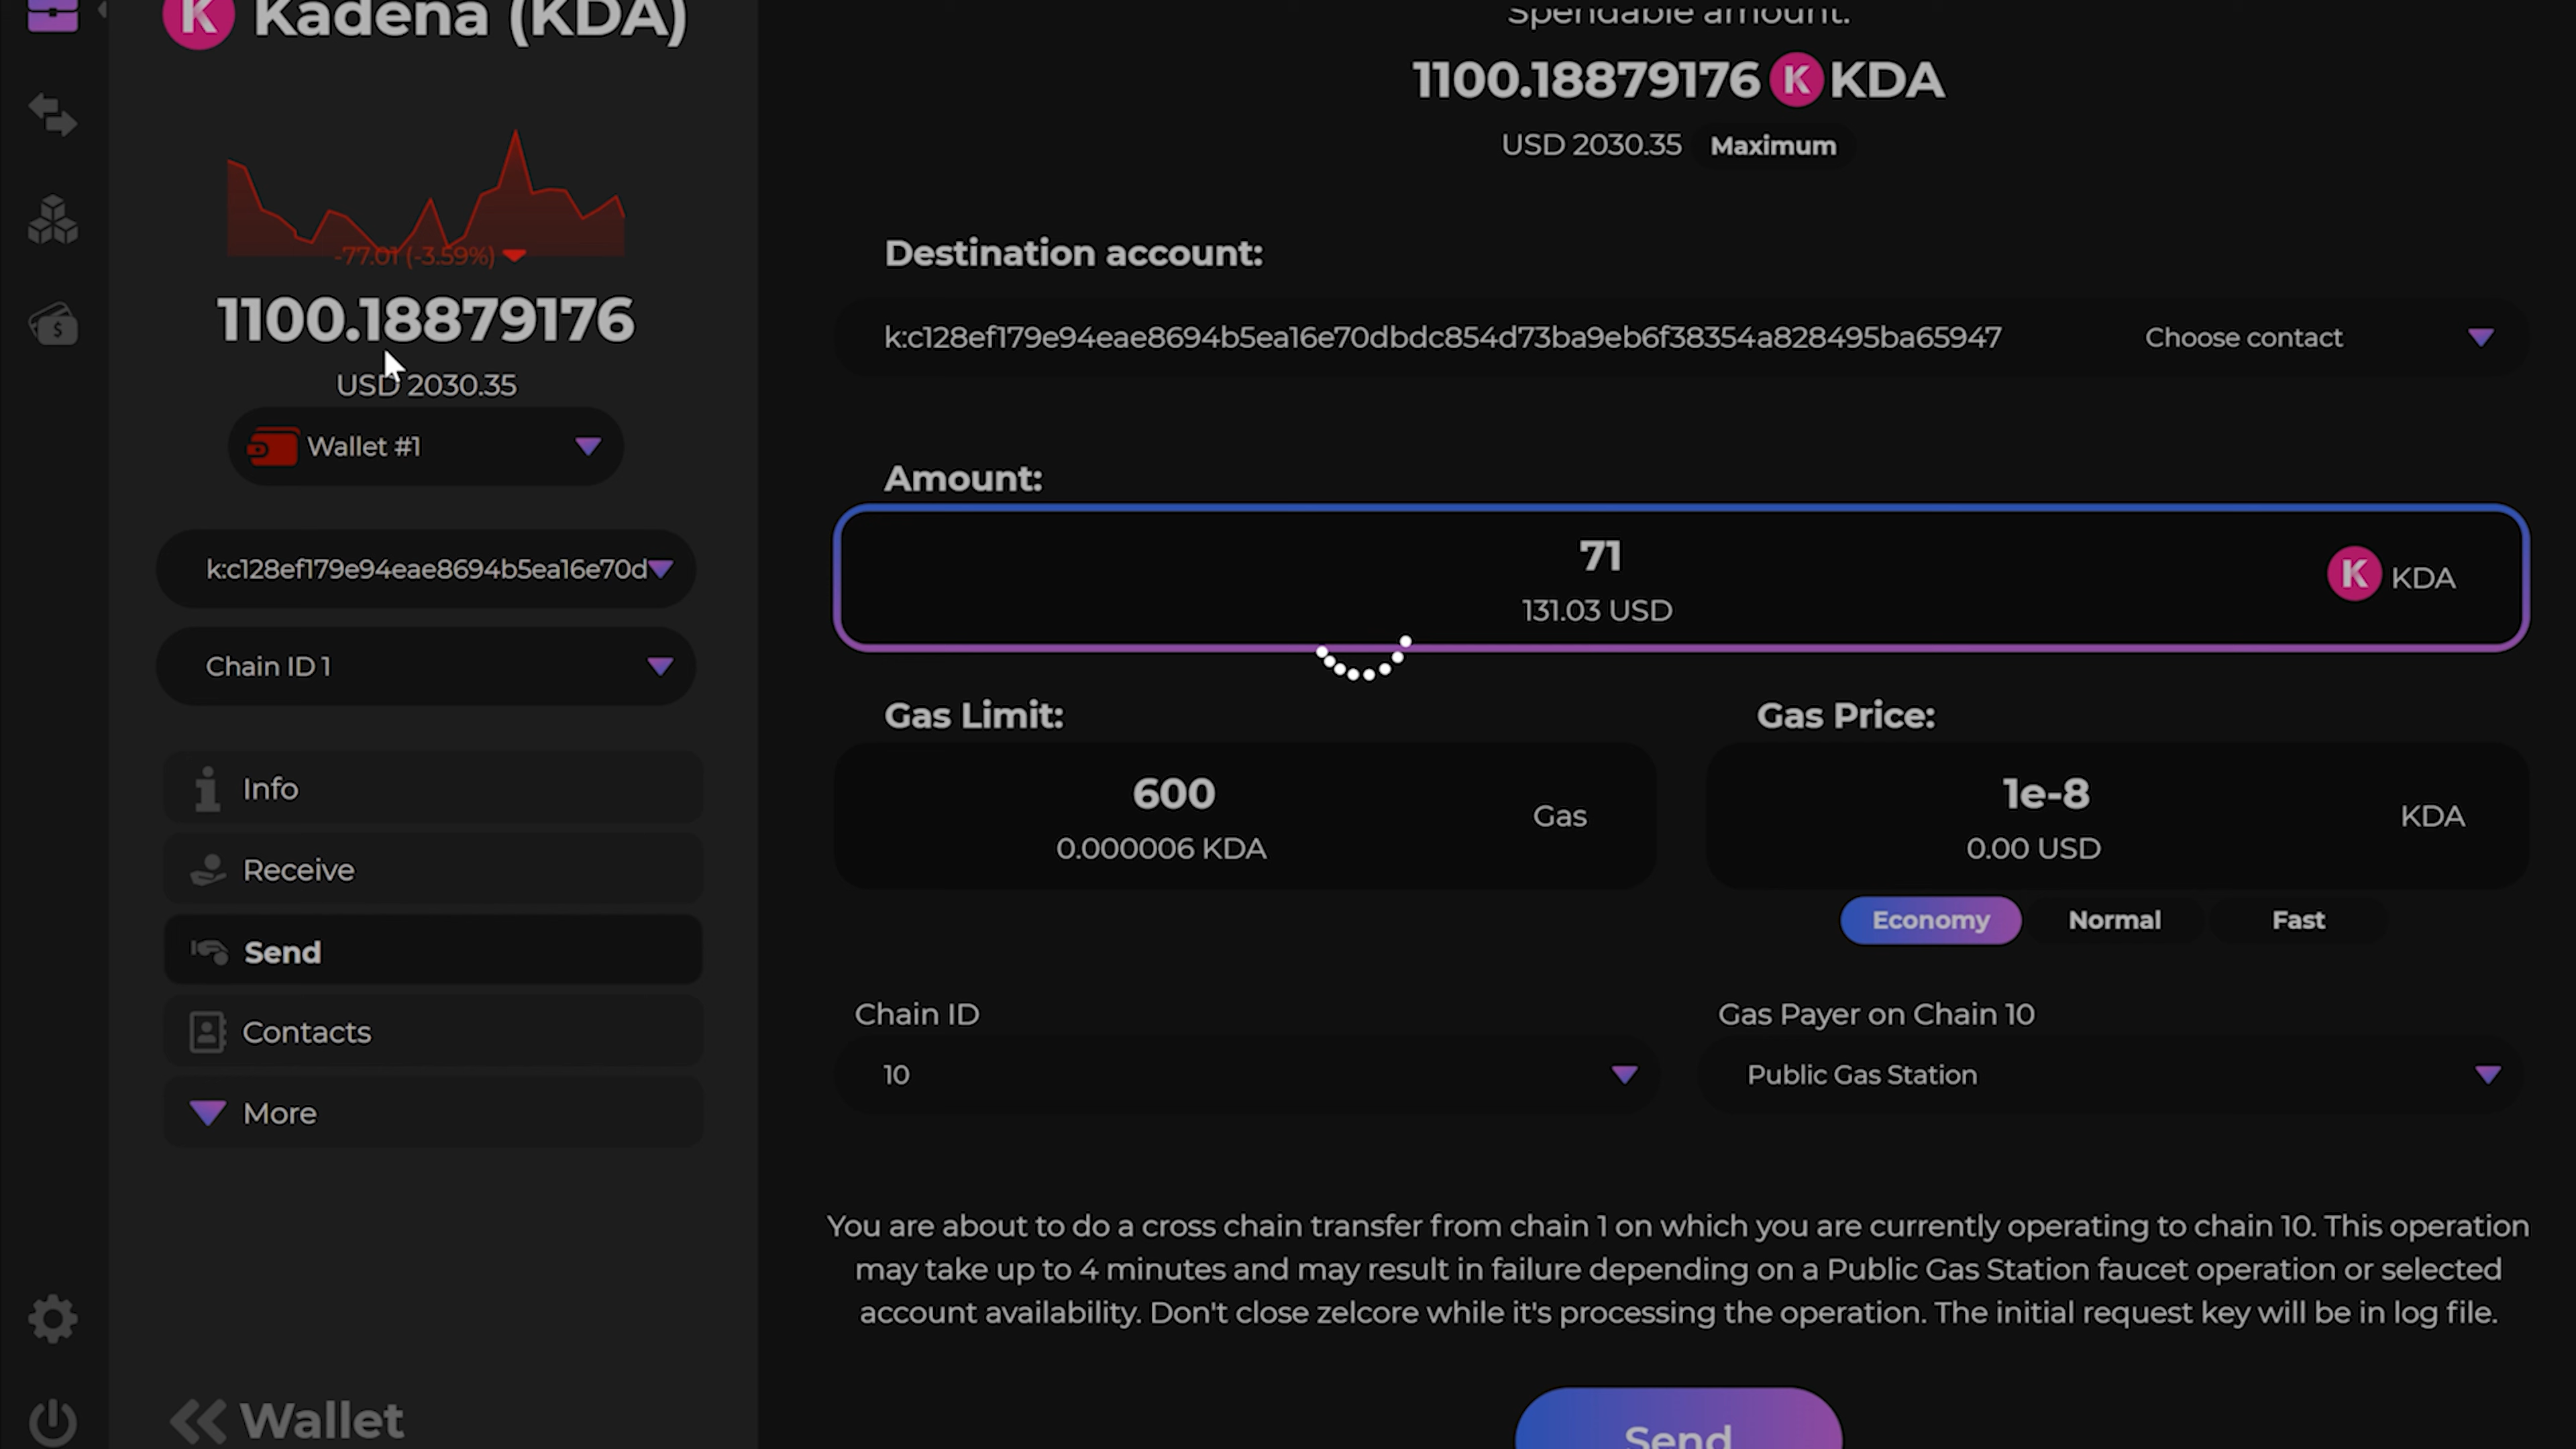 Kadena (KDA)
-77.01 (-3.59%)
1100.18879176
USD 2030.35
Wallet #1
k:c128ef179e94eae8694b5ea16e70d
Chain ID 1
Info
Receive
Send
Contacts
More
Wallet
Spendable amount:
1100.18879176 KDA
USD 2030.35 Maximum
Destination account:
k:c128ef179e94eae8694b5ea16e70dbdc854d73ba9eb6f38354a828495ba65947 Choose contact
Amount:
71
131.03 USD
KDA
Gas Limit:
600
0.000006 KDA
Gas
Gas Price:
1e-8
0.00 USD
KDA
Economy Normal Fast
Chain ID
10
Gas Payer on Chain 10
Public Gas Station
You are about to do a cross chain transfer from chain 1 on which you are currently operating to chain 10. This operation
may take up to 4 minutes and may result in failure depending on a Public Gas Station faucet operation or selected
account availability. Don't close zelcore while it's processing the operation. The initial request key will be in log file.
Send